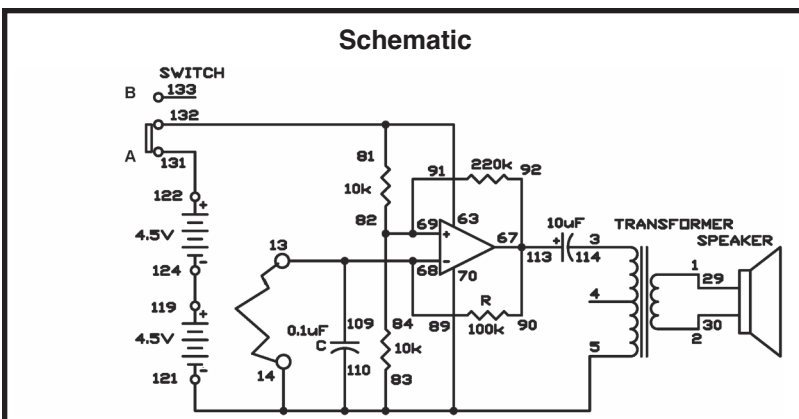 Schematic
SWITCH
B 133
132
A 131
81
10k
82
91 220k 92
122
+
4.5V
-
124
119
+
4.5V
-
121
13
14
0.1uF
C
109
110
84
10k
83
69 + 63
68 - 70
67
10uF
+
113 114
R
89 100k 90
TRANSFORMER
SPEAKER
3
4
5
1
29
30
2